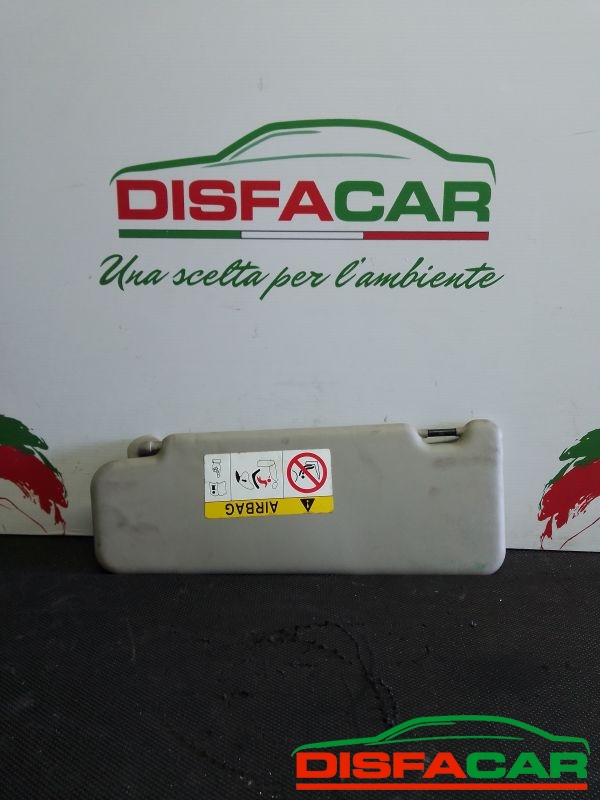 DISFACAR
Una scelta per l'ambiente
AIRBAG
DISFACAR